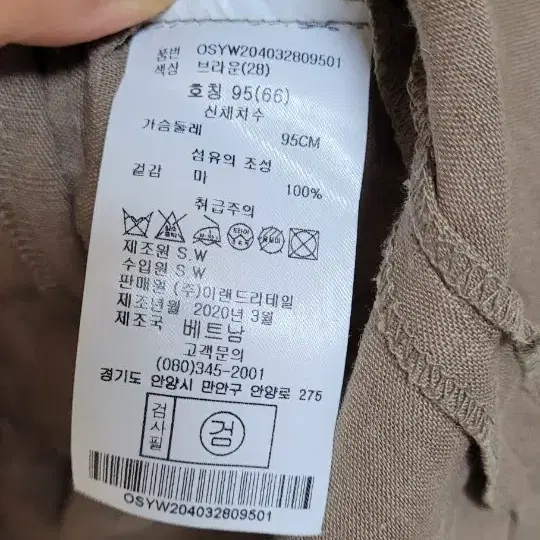 품번 OSYW204032809501
색상 브라운(28)
호칭 95(66)
신체치수
가슴둘레 95CM
섬유의 조성
겉감 마 100%
취급주의
제조원 S.W
수입원 S.W
판매원 (주)이랜드리테일
제조년월 2020년 3월
제조국 베트남
고객문의
(080)345-2001
경기도 안양시 만안구 안양로 275
검사필
검
OSYW204032809501